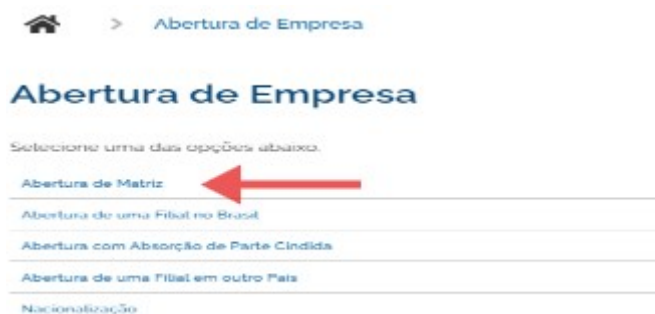 > Abertura de Empresa
Abertura de Empresa
Selecione uma das opções abaixo.
Abertura de Matriz
Abertura de uma Filial no Brasil
Abertura com Absorção de Parte Cindida
Abertura de uma Filial em outro País
Nacionalização